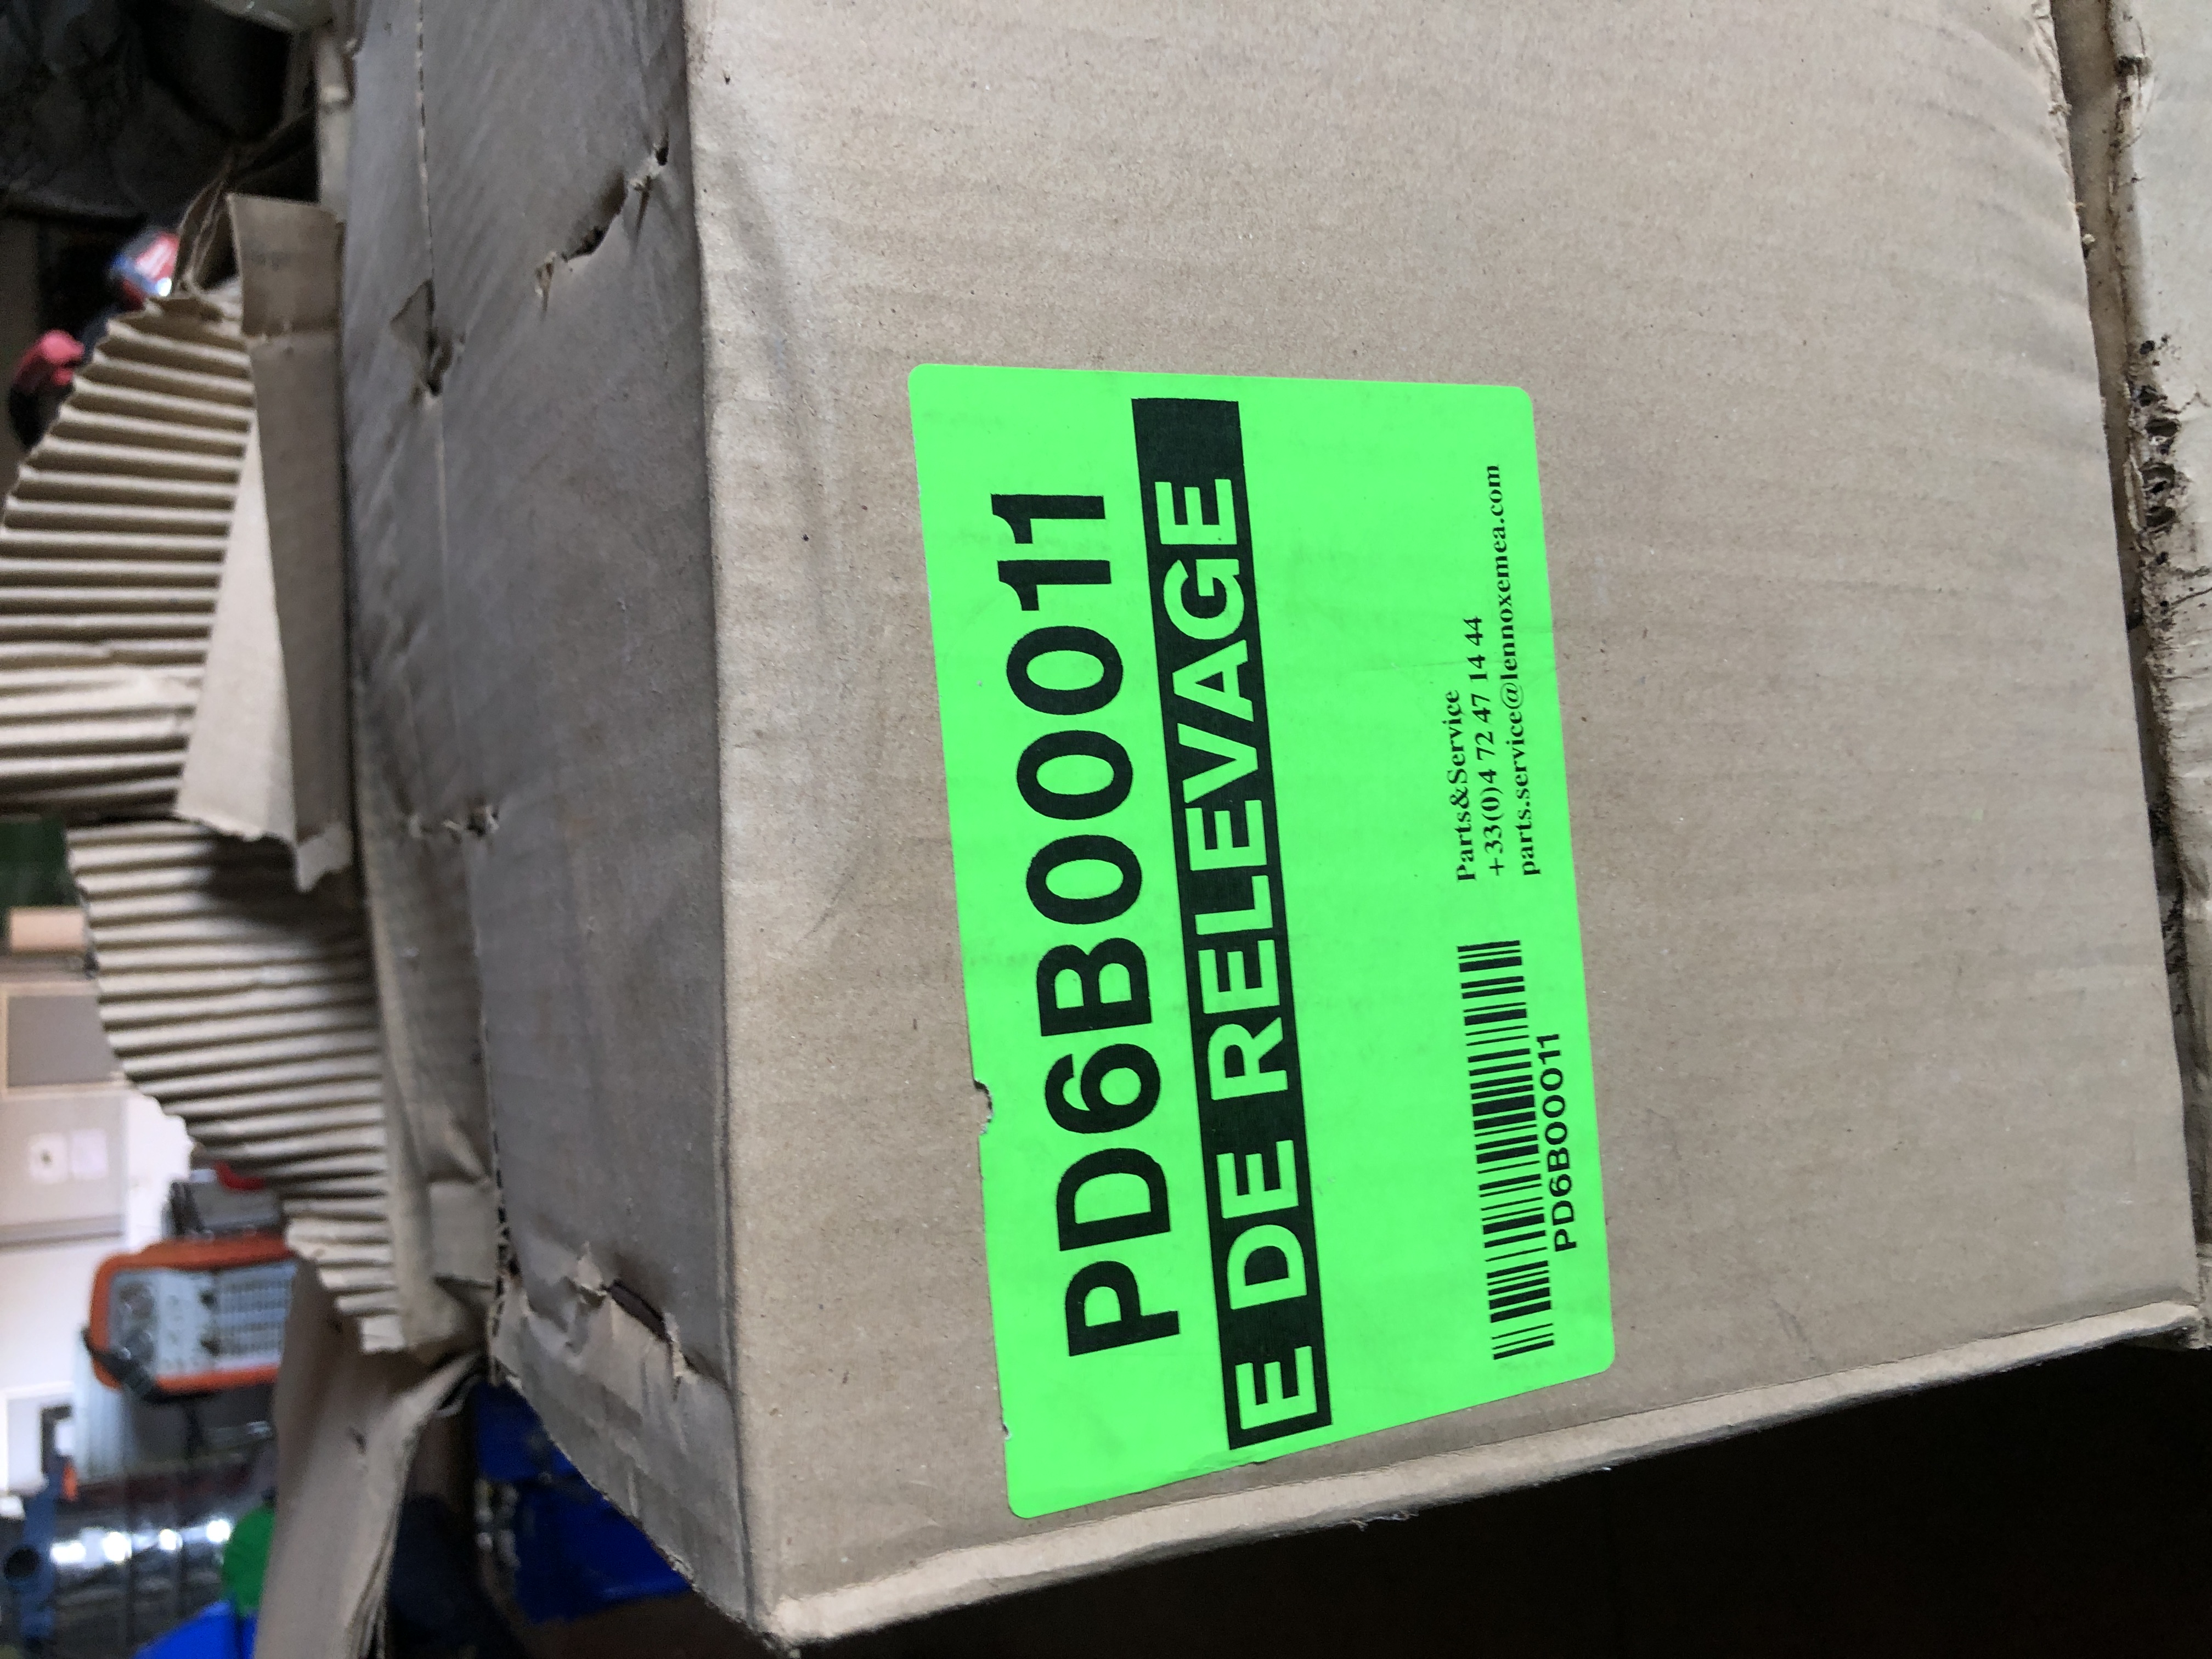 PD6B00011
E DE RELEVAGE
Parts&Service
+33(0)4 72 47 14 44
parts.service@lennoxemea.com
PD6B00011